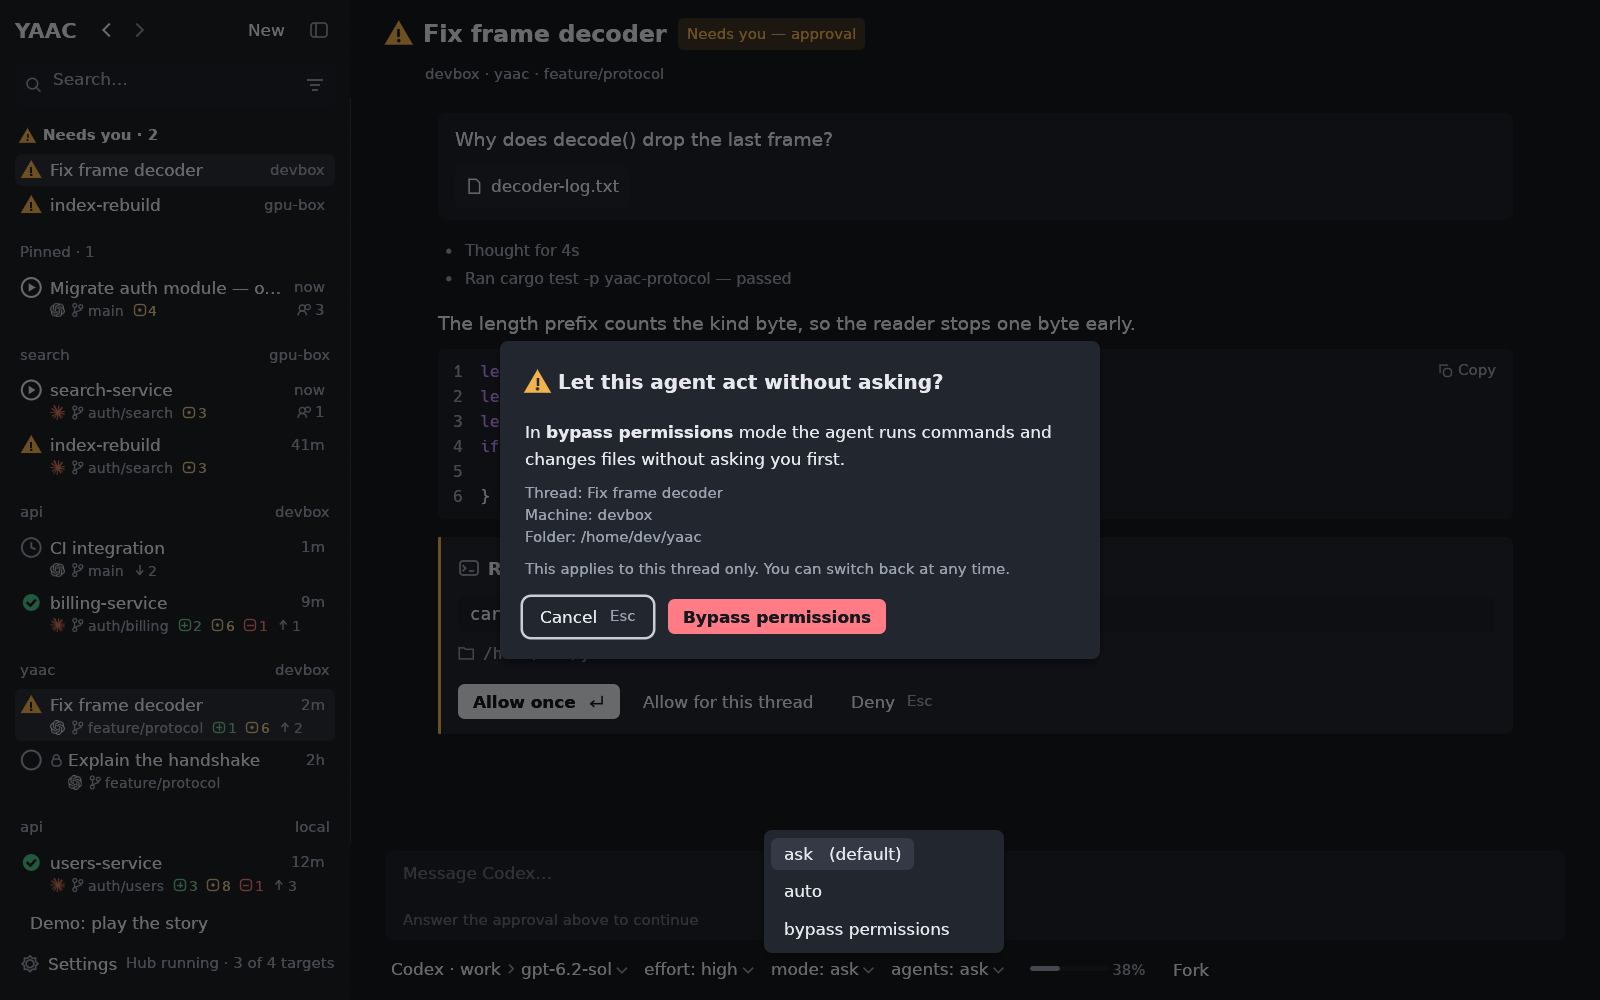 YAAC
New
Search…
Needs you · 2
Fix frame decoder devbox
index-rebuild gpu-box
Pinned · 1
Migrate auth module — o… now
main 4 3
search gpu-box
search-service now
auth/search 3 1
index-rebuild 41m
auth/search 3
api devbox
CI integration 1m
main 2
billing-service 9m
auth/billing 2 6 1 1
yaac devbox
Fix frame decoder 2m
feature/protocol 1 6 2
Explain the handshake 2h
feature/protocol
api local
users-service 12m
auth/users 3 8 1 3
Demo: play the story
Settings Hub running · 3 of 4 targets
Fix frame decoder Needs you — approval
devbox · yaac · feature/protocol
Why does decode() drop the last frame?
decoder-log.txt
Thought for 4s
Ran cargo test -p yaac-protocol — passed
The length prefix counts the kind byte, so the reader stops one byte early.
Copy
1 le
2 le
3 le
4 if
5
6 }
Let this agent act without asking?
In bypass permissions mode the agent runs commands and
changes files without asking you first.
Thread: Fix frame decoder
Machine: devbox
Folder: /home/dev/yaac
This applies to this thread only. You can switch back at any time.
Cancel Esc Bypass permissions
Allow once Allow for this thread Deny Esc
Message Codex…
Answer the approval above to continue
ask (default)
auto
bypass permissions
Codex · work gpt-6.2-sol effort: high mode: ask agents: ask 38% Fork